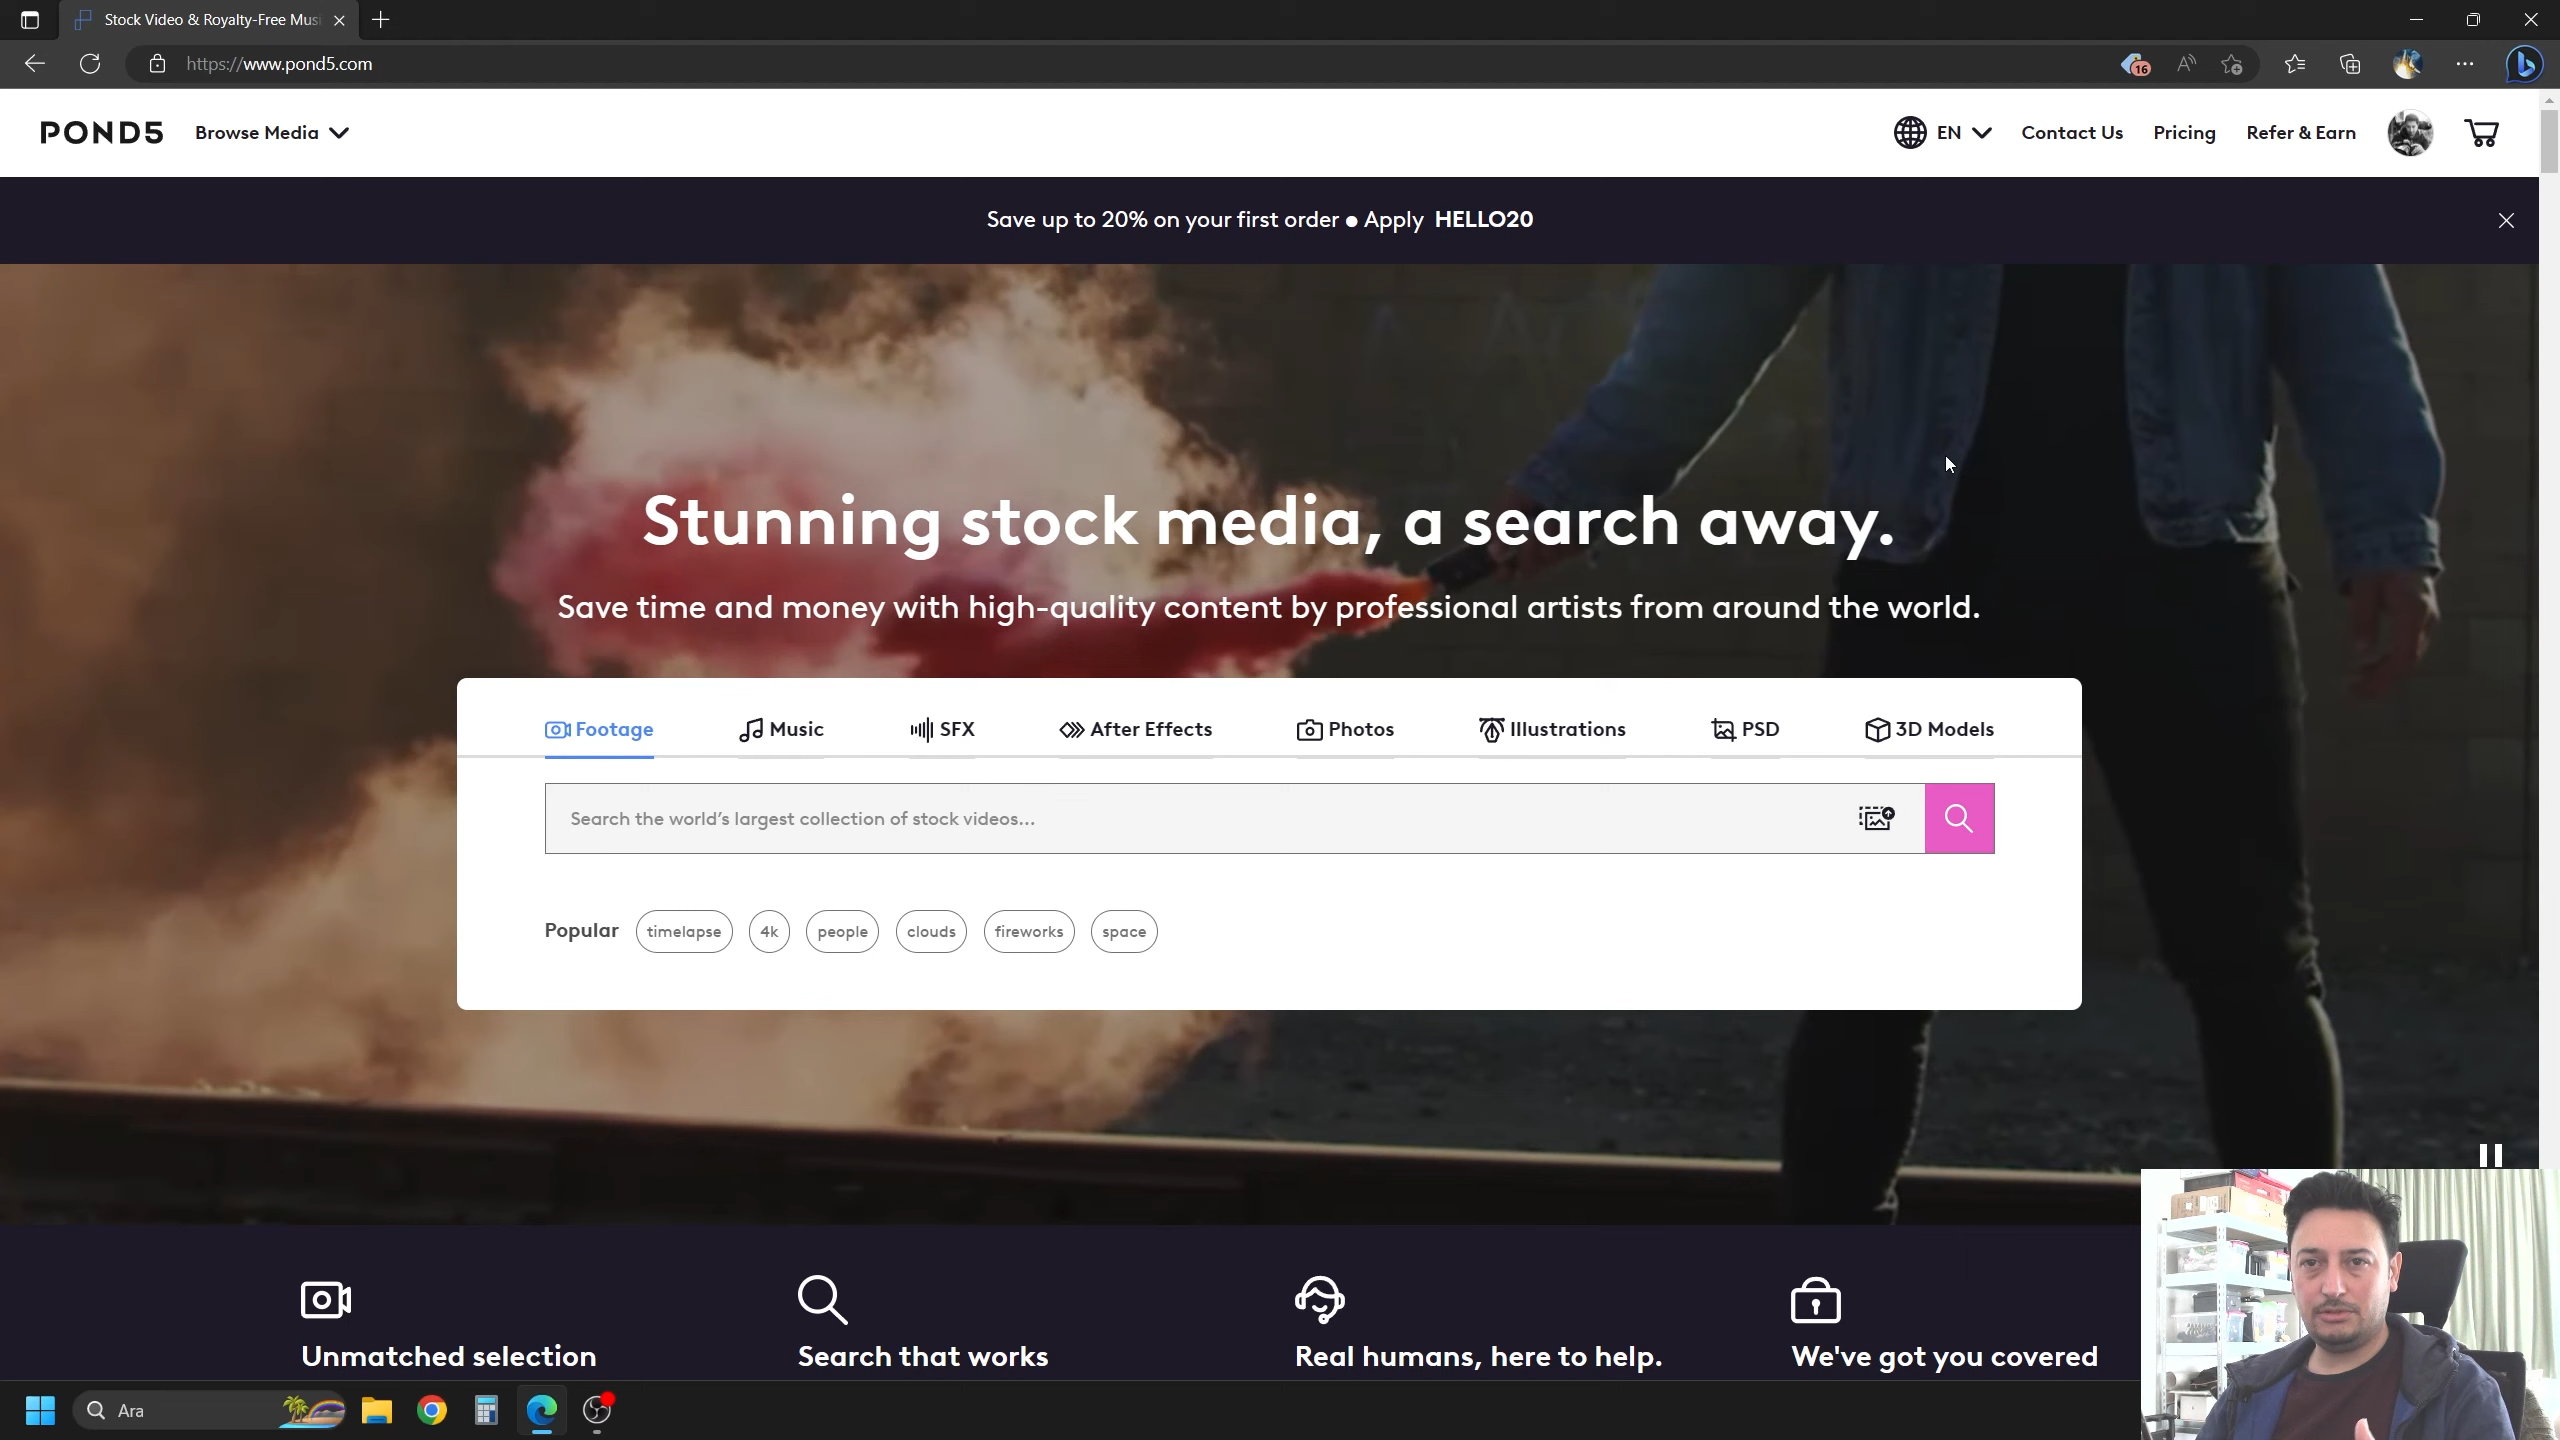 Stock Video & Royalty-Free Musi
https://www.pond5.com
16
POND5
Browse Media
EN
Contact Us
Pricing
Refer & Earn
Save up to 20% on your first order ● Apply HELLO20
Stunning stock media, a search away.
Save time and money with high-quality content by professional artists from around the world.
Footage
Music
SFX
After Effects
Photos
Illustrations
PSD
3D Models
Search the world's largest collection of stock videos...
Popular
timelapse
4k
people
clouds
fireworks
space
Unmatched selection
Search that works
Real humans, here to help.
We've got you covered
Ara